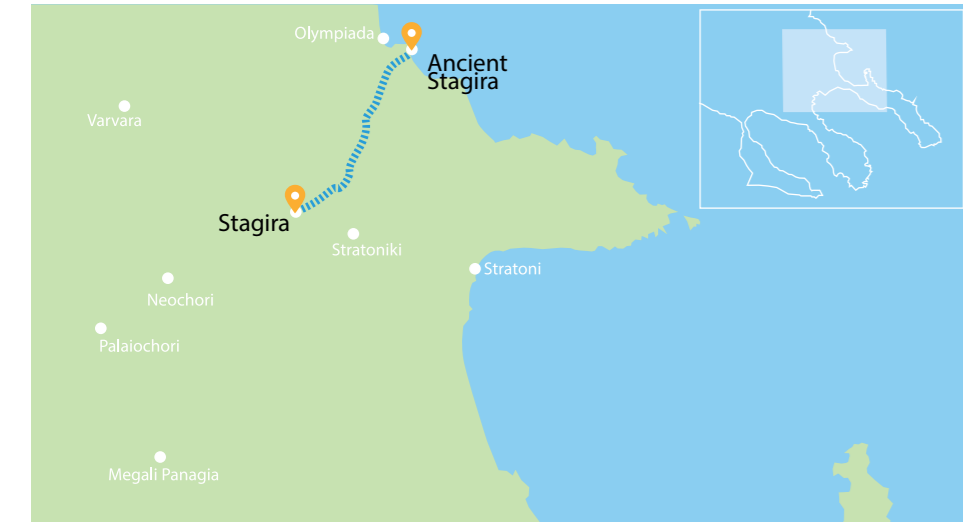 Olympiada
Ancient
Stagira
Varvara
Stagira
Stratoniki
Stratoni
Neochori
Palaiochori
Megali Panagia